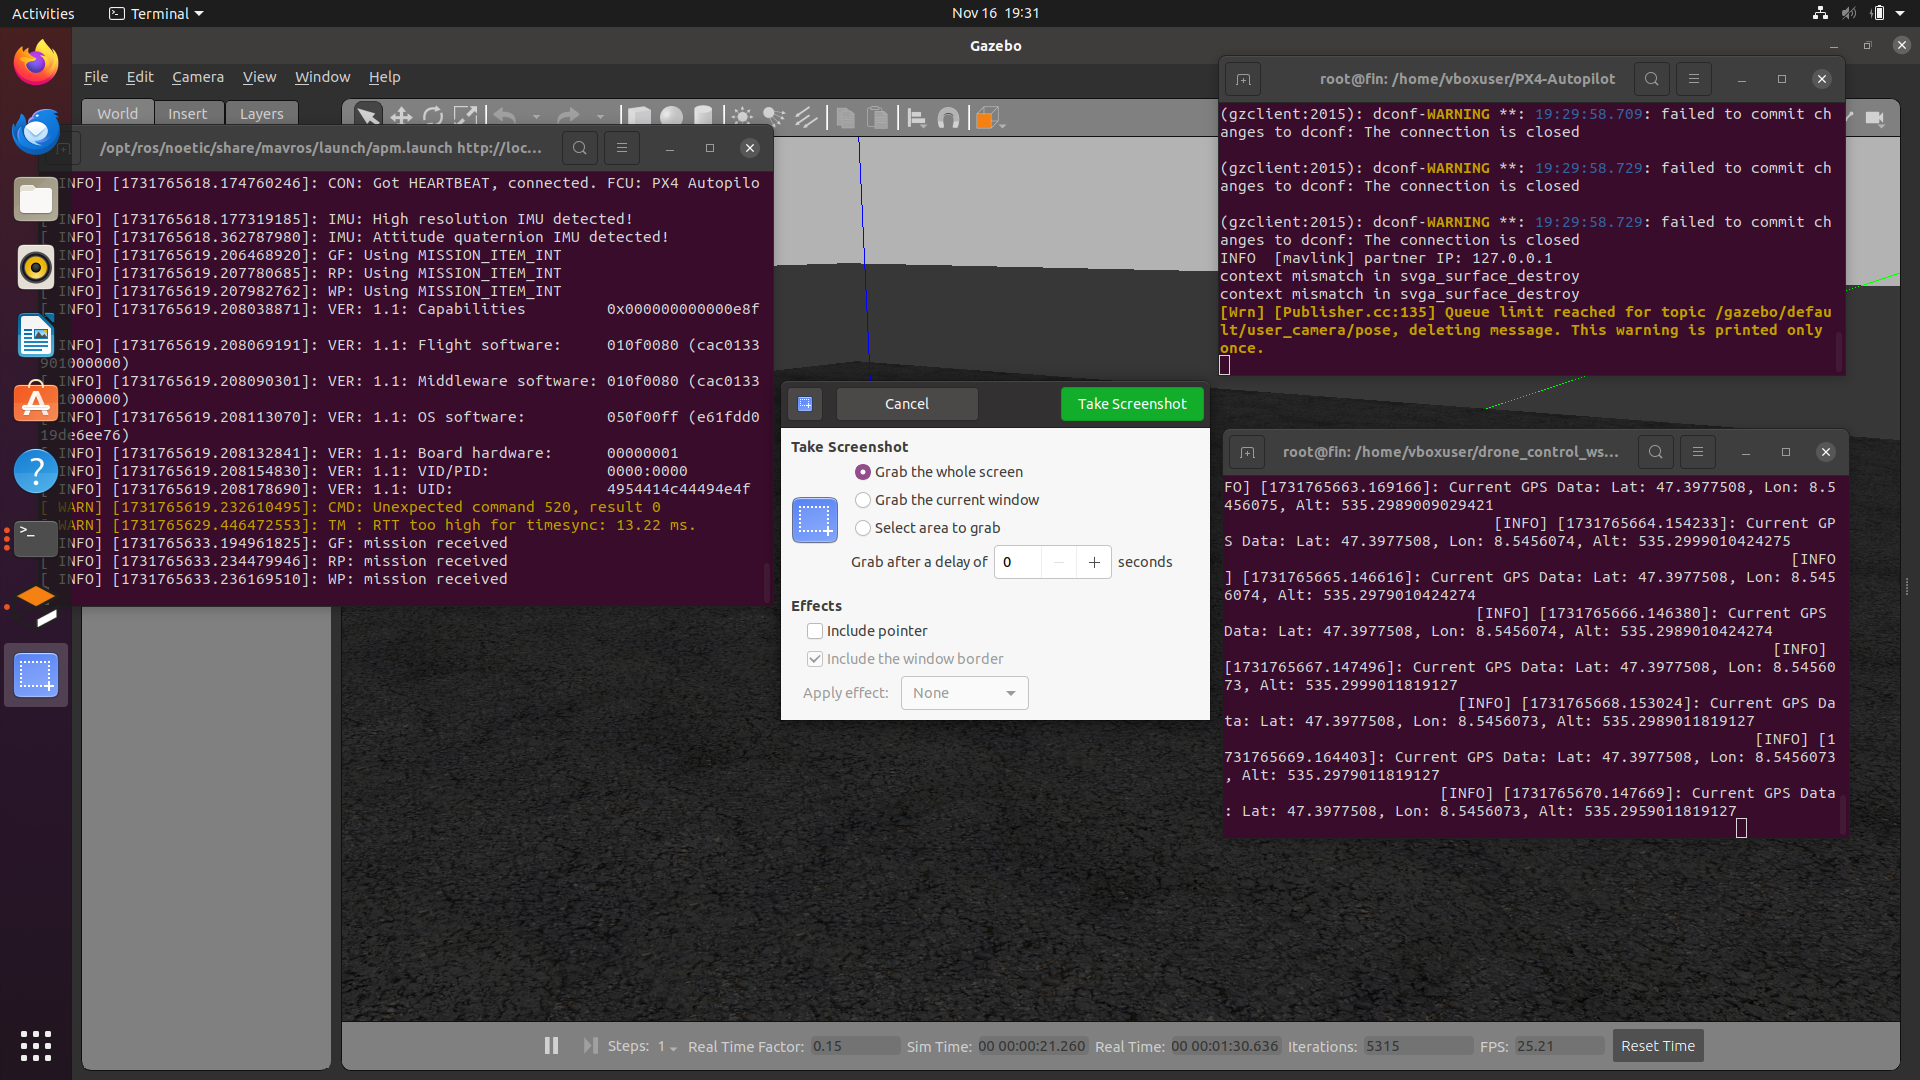 Activities
Terminal
Nov 16 19:31
Gazebo
File Edit Camera View Window Help
World Insert Layers
/opt/ros/noetic/share/mavros/launch/apm.launch http://loc...
INFO] [1731765618.174760246]: CON: Got HEARTBEAT, connected. FCU: PX4 Autopilo
[ INFO] [1731765618.177319185]: IMU: High resolution IMU detected!
[ INFO] [1731765618.362787980]: IMU: Attitude quaternion IMU detected!
[ INFO] [1731765619.206468920]: GF: Using MISSION_ITEM_INT
[ INFO] [1731765619.207780685]: RP: Using MISSION_ITEM_INT
[ INFO] [1731765619.207982762]: WP: Using MISSION_ITEM_INT
[ INFO] [1731765619.208038871]: VER: 1.1: Capabilities 0x000000000000e8f
[ INFO] [1731765619.208069191]: VER: 1.1: Flight software: 010f0080 (cac0133
901000000)
[ INFO] [1731765619.208090301]: VER: 1.1: Middleware software: 010f0080 (cac0133
901000000)
[ INFO] [1731765619.208113070]: VER: 1.1: OS software: 050f00ff (e61fdd0
19de6ee76)
[ INFO] [1731765619.208132841]: VER: 1.1: Board hardware: 00000001
[ INFO] [1731765619.208154830]: VER: 1.1: VID/PID: 0000:0000
[ INFO] [1731765619.208178690]: VER: 1.1: UID: 4954414c44494e4f
[ WARN] [1731765619.232610495]: CMD: Unexpected command 520, result 0
[ WARN] [1731765629.446472553]: TM : RTT too high for timesync: 13.22 ms.
[ INFO] [1731765633.194961825]: GF: mission received
[ INFO] [1731765633.234479946]: RP: mission received
[ INFO] [1731765633.236169510]: WP: mission received
root@fin: /home/vboxuser/PX4-Autopilot
(gzclient:2015): dconf-WARNING **: 19:29:58.709: failed to commit ch
anges to dconf: The connection is closed
(gzclient:2015): dconf-WARNING **: 19:29:58.729: failed to commit ch
anges to dconf: The connection is closed
(gzclient:2015): dconf-WARNING **: 19:29:58.729: failed to commit ch
anges to dconf: The connection is closed
INFO [mavlink] partner IP: 127.0.0.1
context mismatch in svga_surface_destroy
context mismatch in svga_surface_destroy
[Wrn] [Publisher.cc:135] Queue limit reached for topic /gazebo/defau
lt/user_camera/pose, deleting message. This warning is printed only
once.
Cancel
Take Screenshot
Take Screenshot
Grab the whole screen
Grab the current window
Select area to grab
Grab after a delay of 0 seconds
Effects
Include pointer
Include the window border
Apply effect: None
root@fin: /home/vboxuser/drone_control_ws...
FO] [1731765663.169166]: Current GPS Data: Lat: 47.3977508, Lon: 8.5
456075, Alt: 535.2989009029421
[INFO] [1731765664.154233]: Current GP
S Data: Lat: 47.3977508, Lon: 8.5456074, Alt: 535.2990010424275
[INFO
] [1731765665.146616]: Current GPS Data: Lat: 47.3977508, Lon: 8.545
6074, Alt: 535.2979010424274
[INFO] [1731765666.146380]: Current GPS
Data: Lat: 47.3977508, Lon: 8.5456074, Alt: 535.2989010424274
[INFO]
[1731765667.147496]: Current GPS Data: Lat: 47.3977508, Lon: 8.54560
73, Alt: 535.2999011819127
[INFO] [1731765668.153024]: Current GPS Da
ta: Lat: 47.3977508, Lon: 8.5456073, Alt: 535.2989011819127
[INFO] [1
731765669.164403]: Current GPS Data: Lat: 47.3977508, Lon: 8.5456073
, Alt: 535.2979011819127
[INFO] [1731765670.147669]: Current GPS Data
: Lat: 47.3977508, Lon: 8.5456073, Alt: 535.2959011819127
Steps: 1 Real Time Factor: 0.15 Sim Time: 00 00:00:21.260 Real Time: 00 00:01:30.636 Iterations: 5315 FPS: 25.21 Reset Time